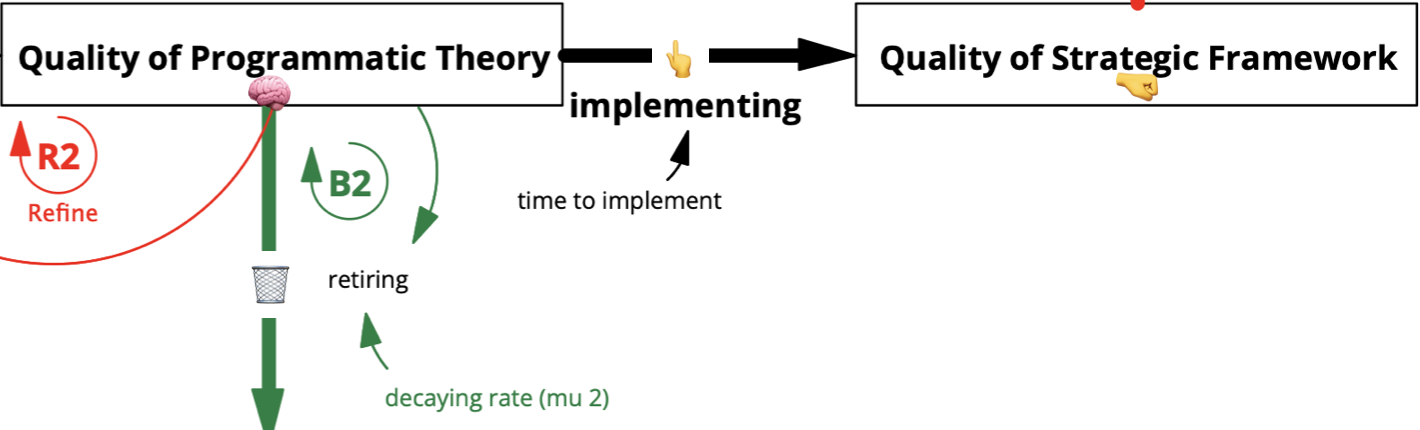 Quality of Programmatic Theory
Quality of Strategic Framework
implementing
R2
Refine
B2
time to implement
retiring
decaying rate (mu 2)